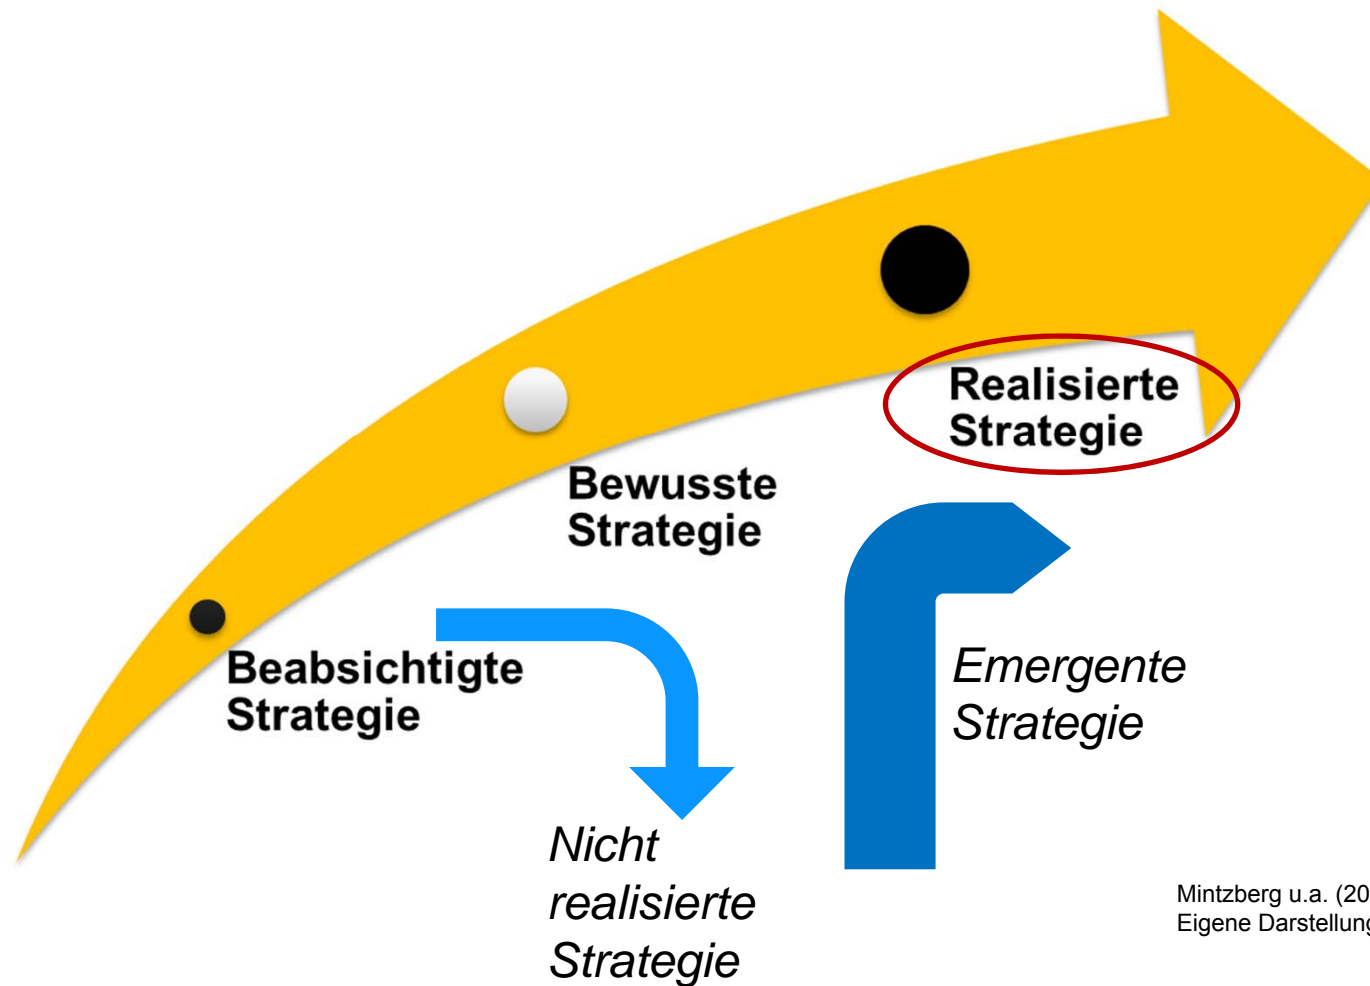 Realisierte
Strategie
Bewusste
Strategie
Beabsichtigte
Strategie
Emergente
Strategie
Nicht
realisierte
Strategie
Mintzberg u.a. (20
Eigene Darstellung